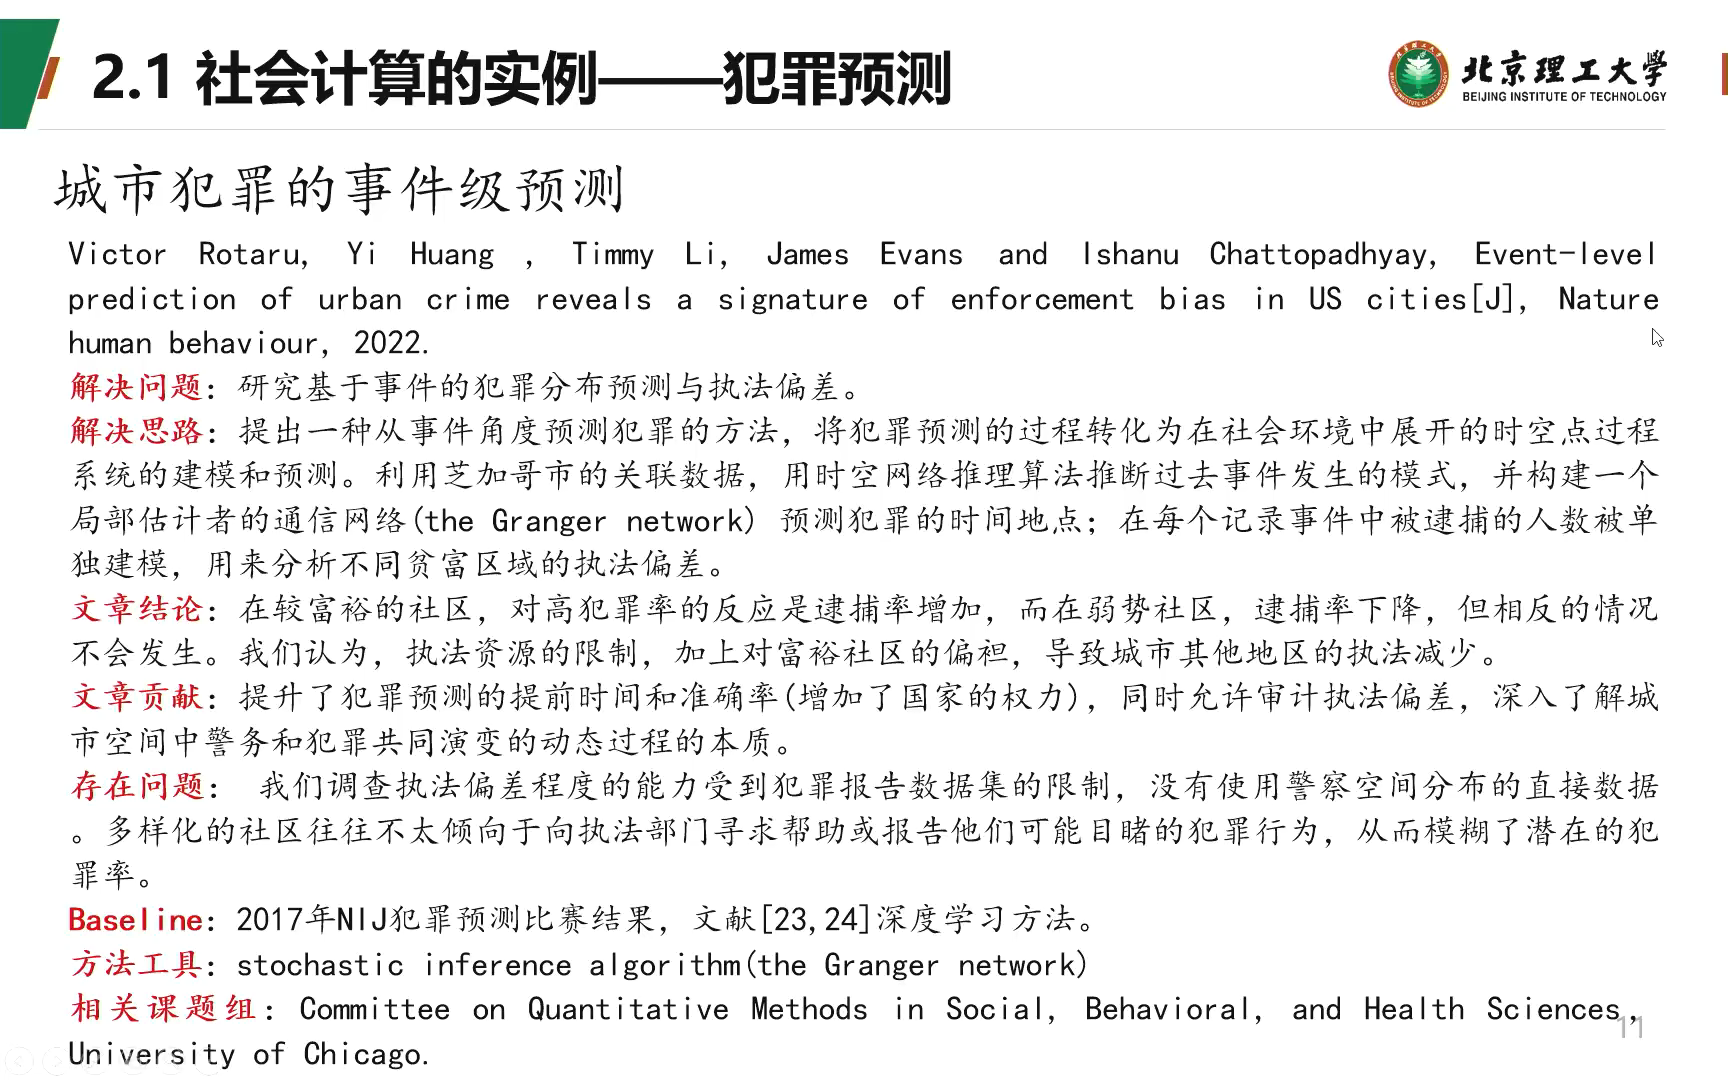 2.1 社会计算的实例——犯罪预测
北京理工大学
BEIJING INSTITUTE OF TECHNOLOGY
城市犯罪的事件级预测
Victor Rotaru, Yi Huang , Timmy Li, James Evans and Ishanu Chattopadhyay, Event-level
prediction of urban crime reveals a signature of enforcement bias in US cities[J], Nature
human behaviour, 2022.
解决问题：研究基于事件的犯罪分布预测与执法偏差。
解决思路：提出一种从事件角度预测犯罪的方法，将犯罪预测的过程转化为在社会环境中展开的时空点过程
系统的建模和预测。利用芝加哥市的关联数据，用时空网络推理算法推断过去事件发生的模式，并构建一个
局部估计者的通信网络(the Granger network) 预测犯罪的时间地点；在每个记录事件中被逮捕的人数被单
独建模，用来分析不同贫富区域的执法偏差。
文章结论：在较富裕的社区，对高犯罪率的反应是逮捕率增加，而在弱势社区，逮捕率下降，但相反的情况
不会发生。我们认为，执法资源的限制，加上对富裕社区的偏袒，导致城市其他地区的执法减少。
文章贡献：提升了犯罪预测的提前时间和准确率(增加了国家的权力)，同时允许审计执法偏差，深入了解城
市空间中警务和犯罪共同演变的动态过程的本质。
存在问题： 我们调查执法偏差程度的能力受到犯罪报告数据集的限制，没有使用警察空间分布的直接数据
。多样化的社区往往不太倾向于向执法部门寻求帮助或报告他们可能目睹的犯罪行为，从而模糊了潜在的犯
罪率。
Baseline：2017年NIJ犯罪预测比赛结果，文献[23,24]深度学习方法。
方法工具：stochastic inference algorithm(the Granger network)
相关课题组：Committee on Quantitative Methods in Social, Behavioral, and Health Sciences,
University of Chicago.
11